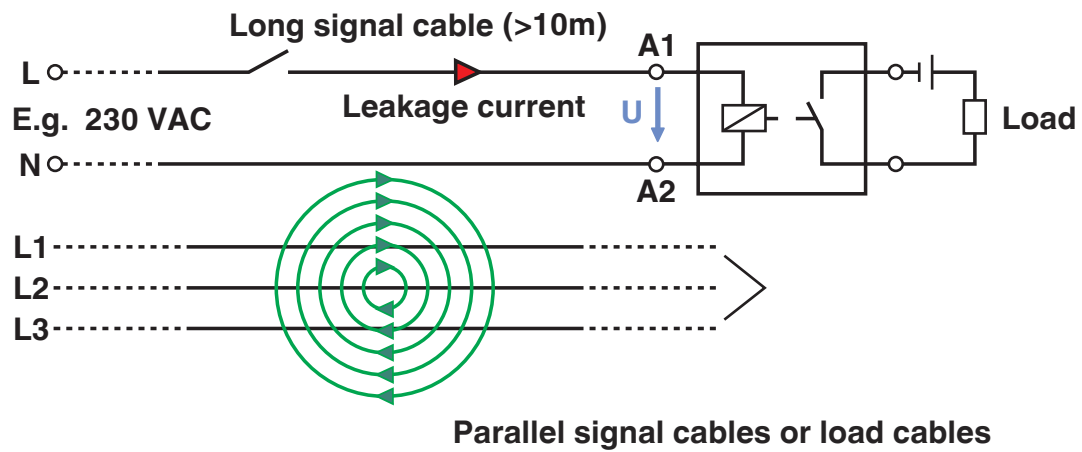 Long signal cable (>10m)
A1
L
Leakage current
U
Load
E.g. 230 VAC
N
A2
L1
L2
L3
Parallel signal cables or load cables